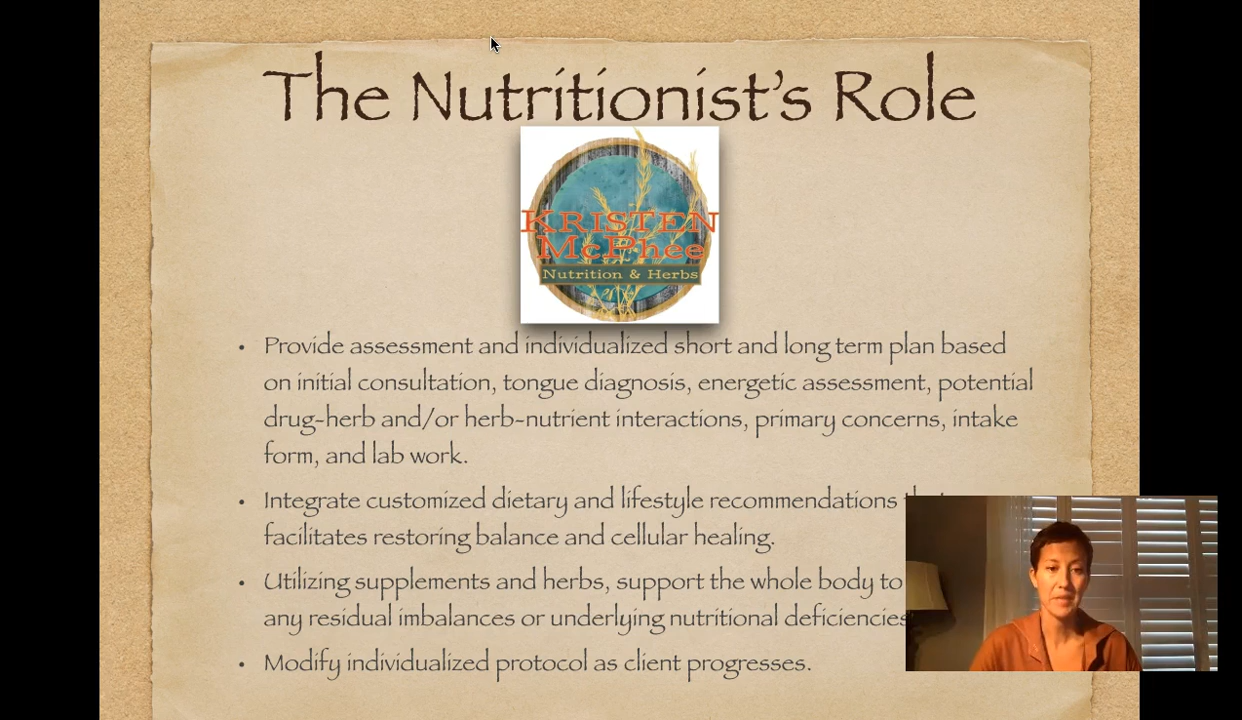 The Nutritionist's Role
KRISTEN
McPhee
Nutrition & Herbs
• Provide assessment and individualized short and long term plan based
on initial consultation, tongue diagnosis, energetic assessment, potential
drug-herb and/or herb-nutrient interactions, primary concerns, intake
form, and lab work.
• Integrate customized dietary and lifestyle recommendations
facilitates restoring balance and cellular healing.
• Utilizing supplements and herbs, support the whole body to
any residual imbalances or underlying nutritional deficiencies
• Modify individualized protocol as client progresses.